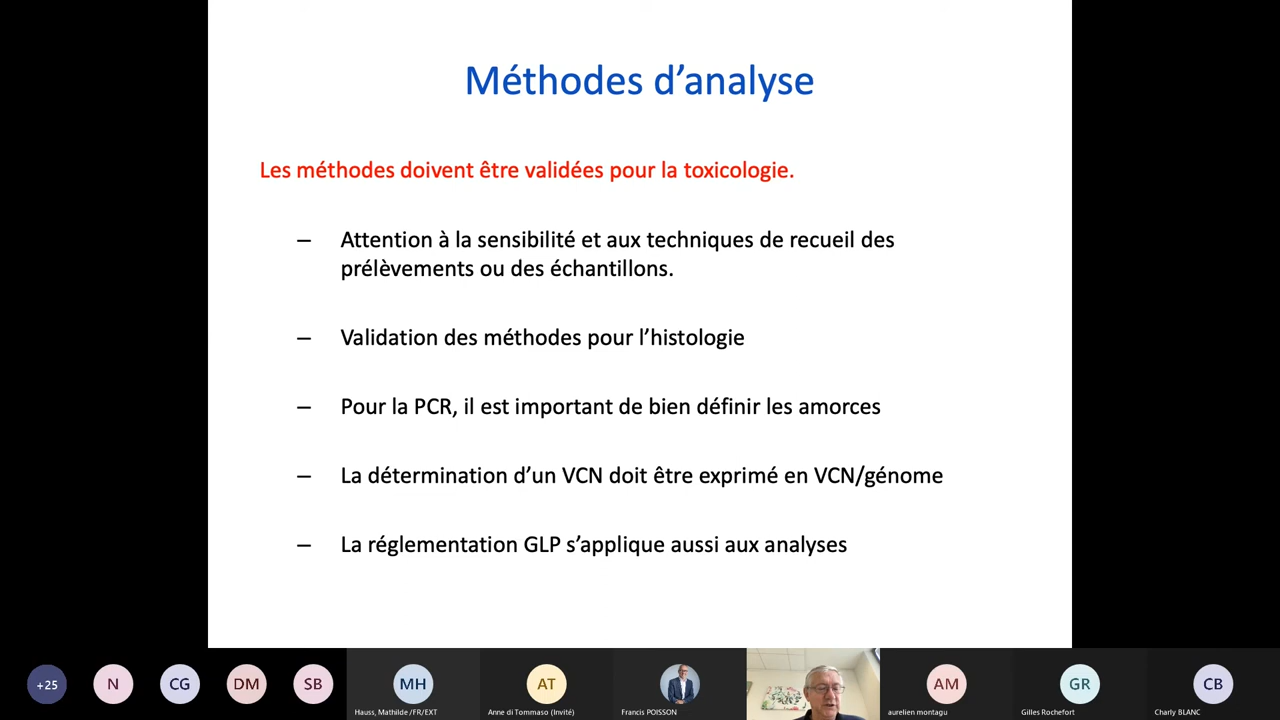 Méthodes d’analyse
Les méthodes doivent être validées pour la toxicologie.
– Attention à la sensibilité et aux techniques de recueil des
prélèvements ou des échantillons.
– Validation des méthodes pour l’histologie
– Pour la PCR, il est important de bien définir les amorces
– La détermination d’un VCN doit être exprimé en VCN/génome
– La réglementation GLP s’applique aussi aux analyses
+25
N
CG
DM
SB
MH
Hauss, Mathilde /FR/EXT
AT
Anne di Tommaso (Invité)
Francis POISSON
AM
aurelien montagu
GR
Gilles Rochefort
CB
Charly BLANC